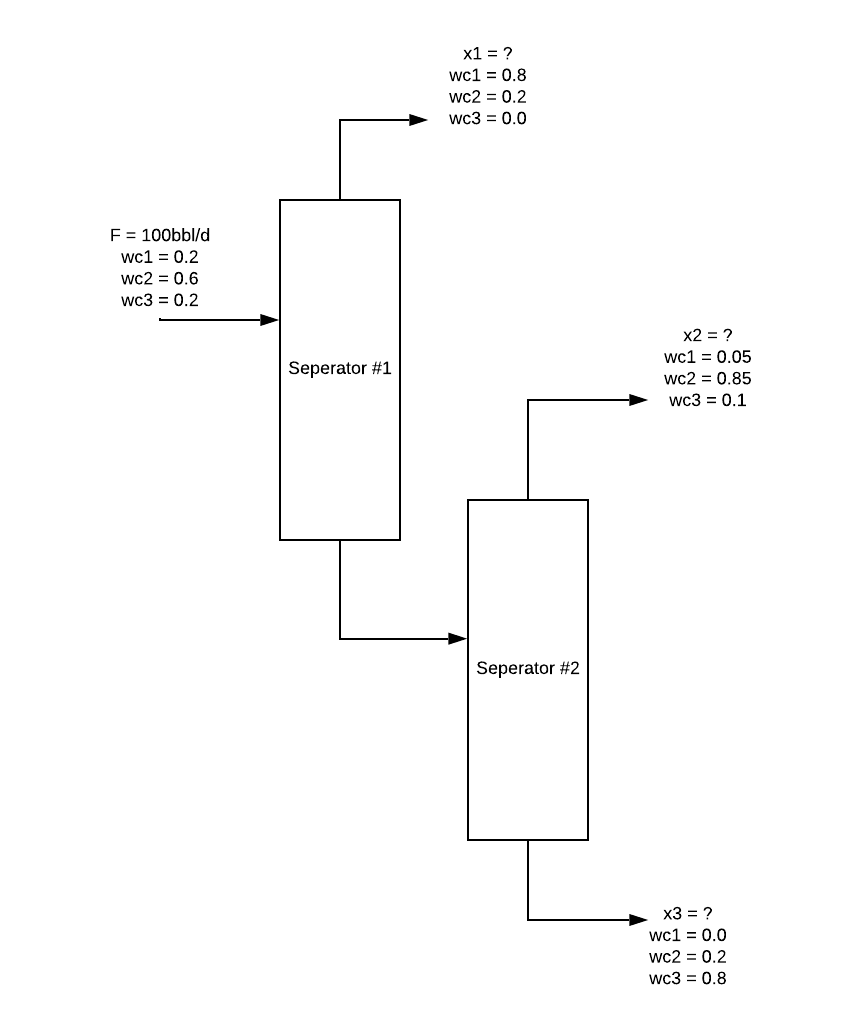 x1 = ?
wc1 = 0.8
wc2 = 0.2
wc3 = 0.0
F = 100bbl/d
wc1 = 0.2
wc2 = 0.6
wc3 = 0.2
Seperator #1
x2 = ?
wc1 = 0.05
wc2 = 0.85
wc3 = 0.1
Seperator #2
x3 = ?
wc1 = 0.0
wc2 = 0.2
wc3 = 0.8